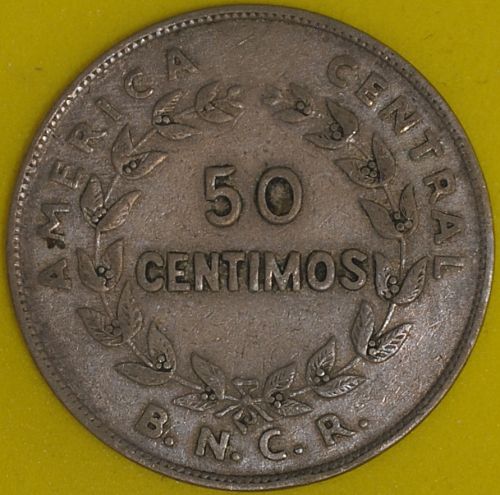 AMERICA CENTRAL
50
CENTIMOS
B. N. C. R.